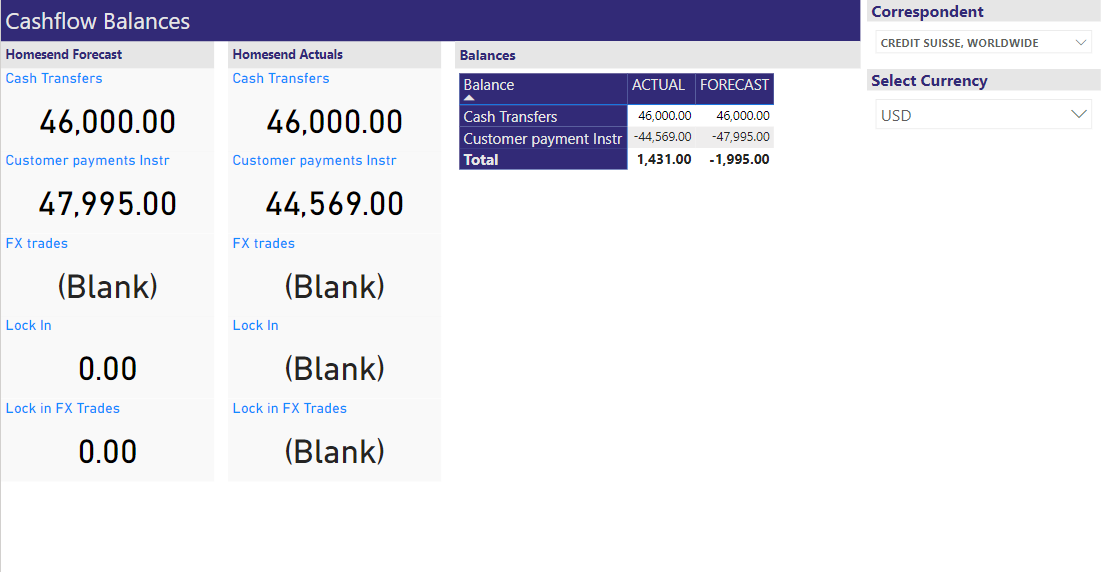 Cashflow Balances
Homesend Forecast
Cash Transfers
46,000.00
Customer payments Instr
47,995.00
FX trades
(Blank)
Lock In
0.00
Lock in FX Trades
0.00
Homesend Actuals
Cash Transfers
46,000.00
Customer payments Instr
44,569.00
FX trades
(Blank)
Lock In
(Blank)
Lock in FX Trades
(Blank)
Balances
Balance ACTUAL FORECAST
Cash Transfers 46,000.00 46,000.00
Customer payment Instr -44,569.00 -47,995.00
Total 1,431.00 -1,995.00
Correspondent
CREDIT SUISSE, WORLDWIDE
Select Currency
USD